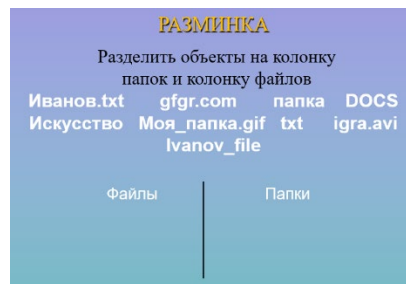 РАЗМИНКА
Разделить объекты на колонку
папок и колонку файлов
Иванов.txt gfgr.com папка DOCS
Искусство Моя_папка.gif txt igra.avi
Ivanov_file
Файлы Папки